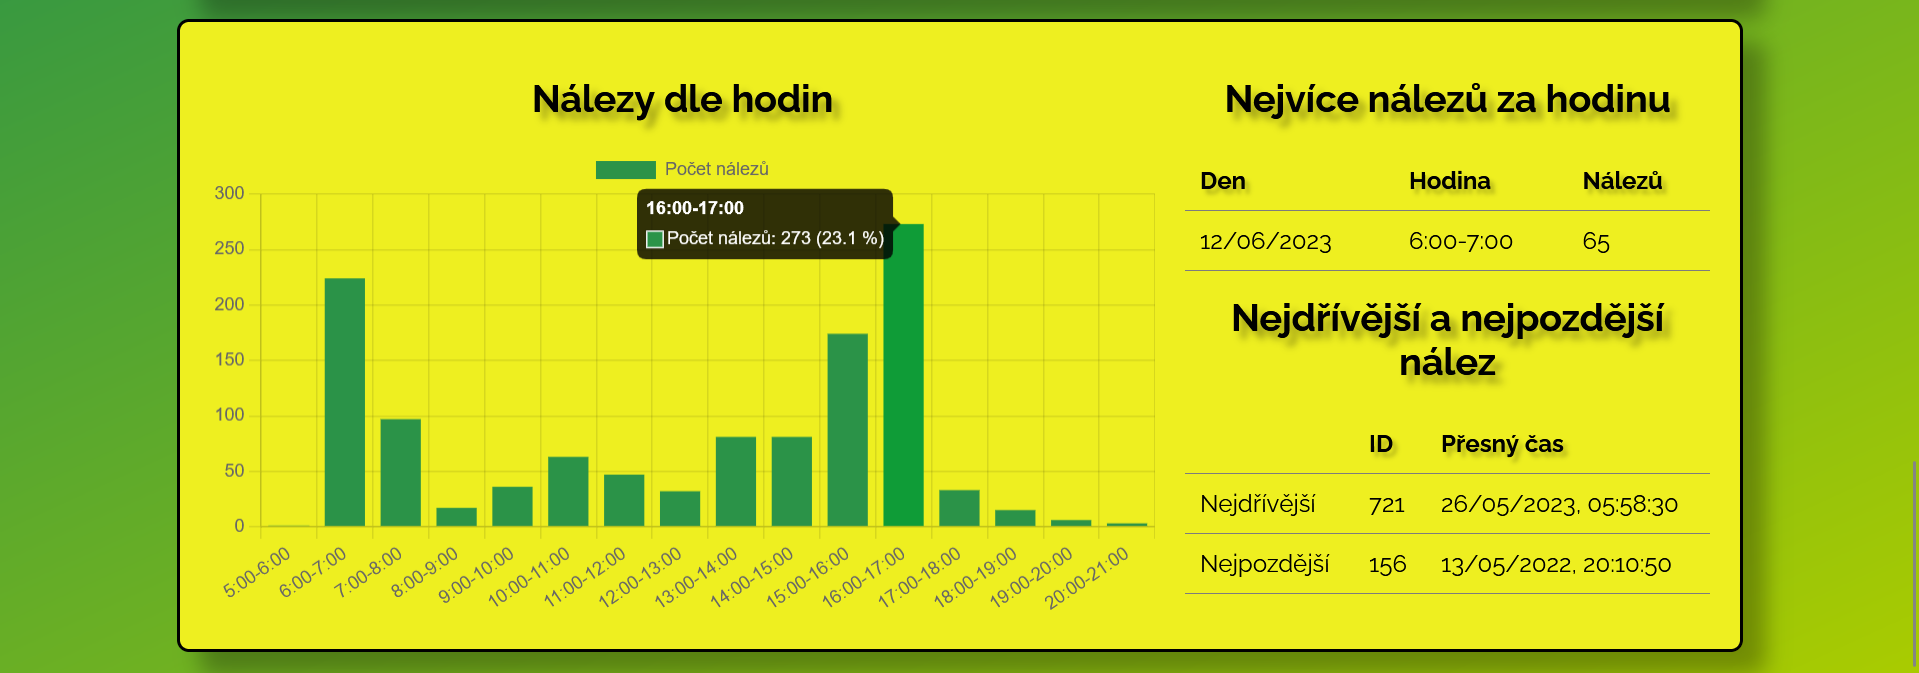 Nálezy dle hodin
Počet nálezů
300
250
200
150
100
50
0
16:00-17:00
Počet nálezů: 273 (23.1 %)
5:00-6:00
6:00-7:00
7:00-8:00
8:00-9:00
9:00-10:00
10:00-11:00
11:00-12:00
12:00-13:00
13:00-14:00
14:00-15:00
15:00-16:00
16:00-17:00
17:00-18:00
18:00-19:00
19:00-20:00
20:00-21:00
Nejvíce nálezů za hodinu
Den Hodina Nálezů
12/06/2023 6:00-7:00 65
Nejdřívější a nejpozdější
nález
ID Přesný čas
Nejdřívější 721 26/05/2023, 05:58:30
Nejpozdější 156 13/05/2022, 20:10:50